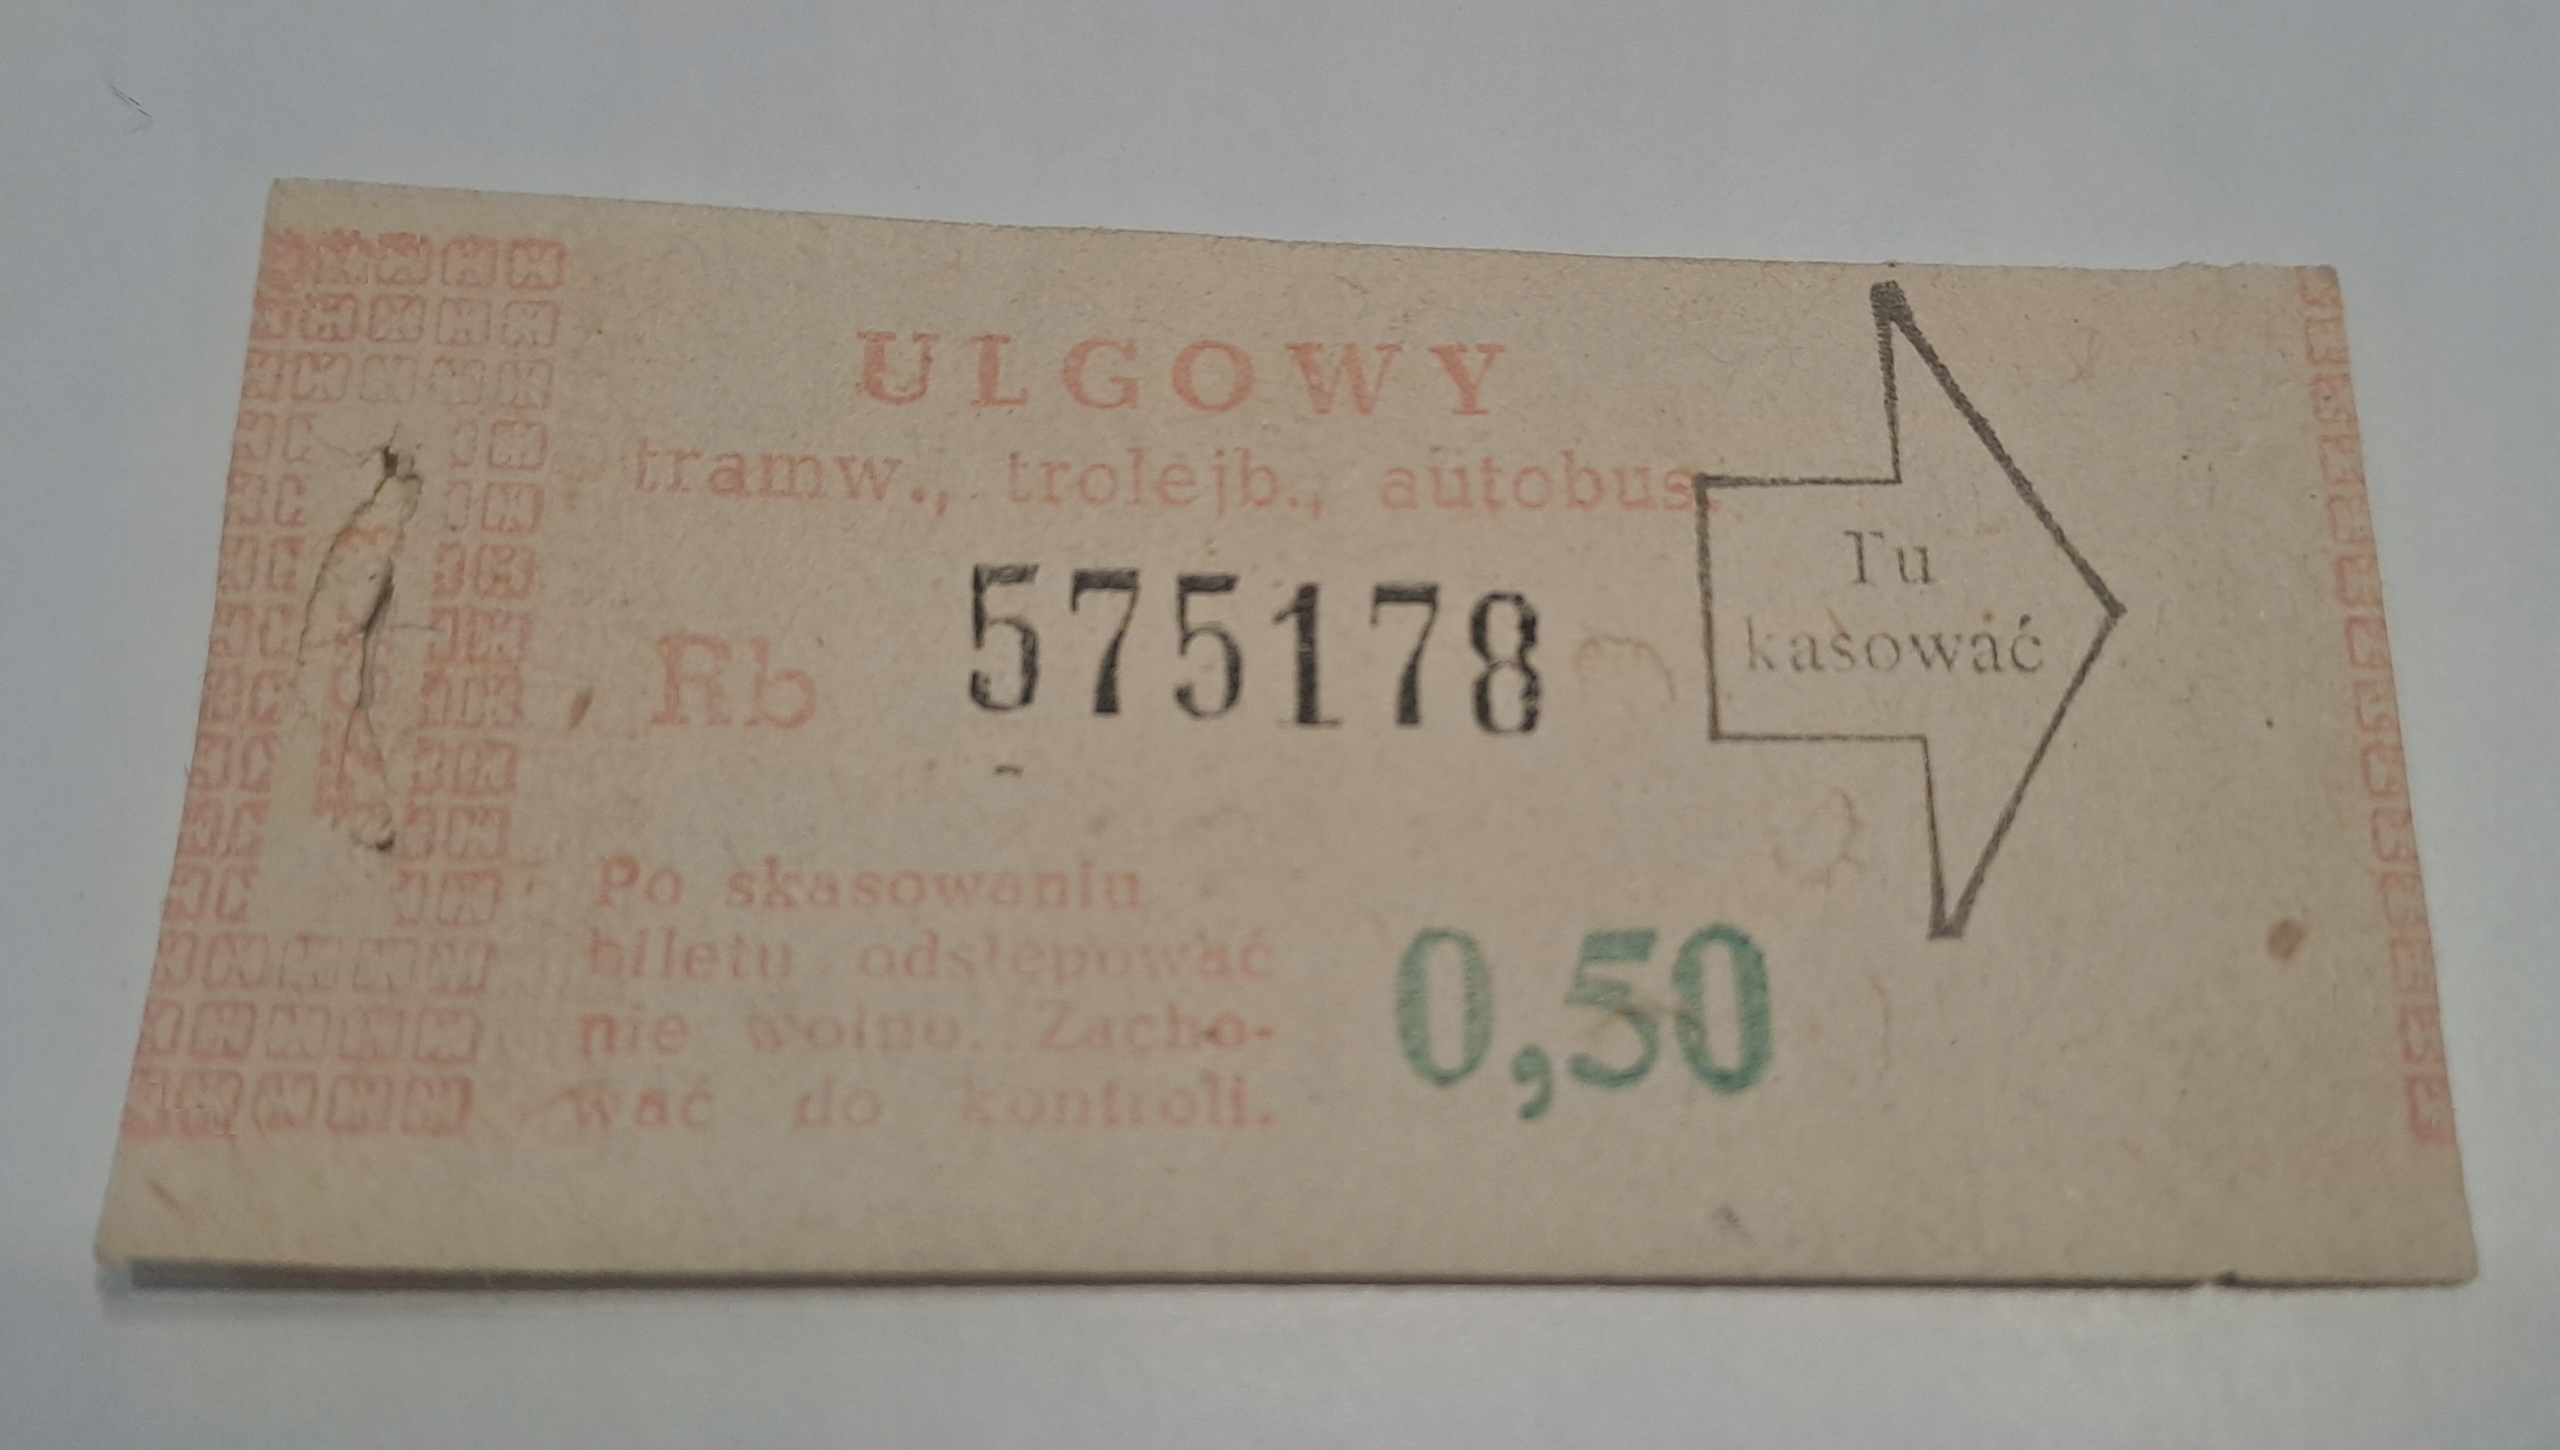 ULGOWY
tramw., trolejb., autobus.
Tu
kasować
Rb 575178
Po skasowaniu
biletu odstępować
nie wolno. Zacho-
wać do kontroli.
0,50